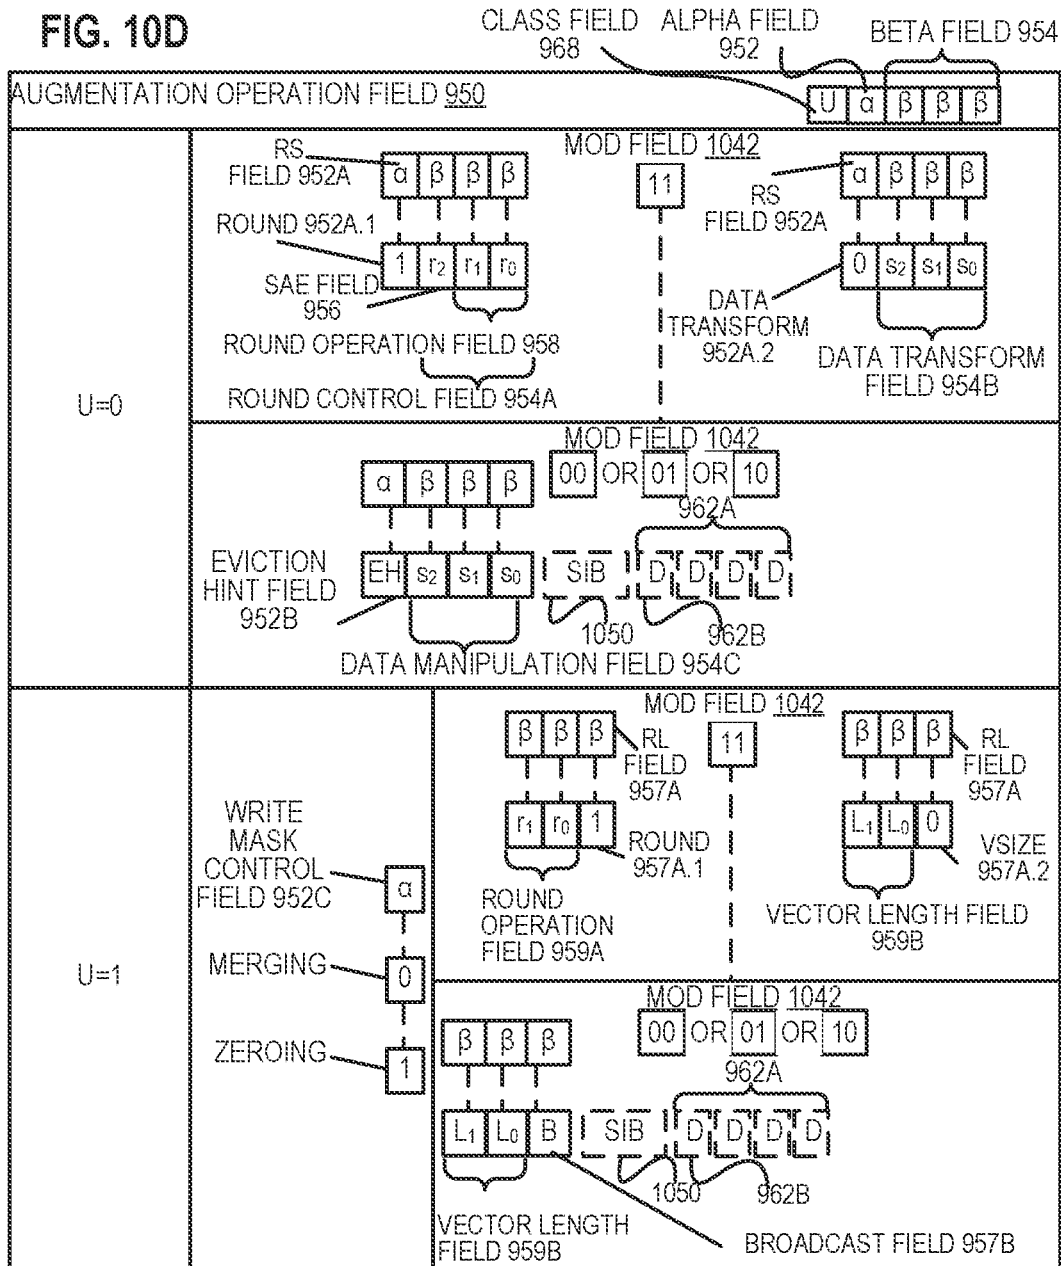 FIG. 10D
CLASS FIELD 968
ALPHA FIELD 952
BETA FIELD 954
AUGMENTATION OPERATION FIELD 950
U α β β β
U=0
MOD FIELD 1042
11
RS FIELD 952A
α β β β
ROUND 952A.1
1 r2 r1 r0
SAE FIELD 956
ROUND OPERATION FIELD 958
ROUND CONTROL FIELD 954A
α β β β
RS FIELD 952A
0 s2 s1 s0
DATA TRANSFORM 952A.2
DATA TRANSFORM FIELD 954B
MOD FIELD 1042
00 OR 01 OR 10
α β β β
962A
EVICTION HINT FIELD 952B
EH s2 s1 s0 SIB D D D D
1050
962B
DATA MANIPULATION FIELD 954C
U=1
WRITE MASK CONTROL FIELD 952C
α
MERGING
0
ZEROING
1
MOD FIELD 1042
11
β β β
RL FIELD 957A
r1 r0 1
ROUND 957A.1
ROUND OPERATION FIELD 959A
β β β
RL FIELD 957A
L1 L0 0
VSIZE 957A.2
VECTOR LENGTH FIELD 959B
MOD FIELD 1042
00 OR 01 OR 10
β β β
962A
L1 L0 B SIB D D D D
1050
962B
VECTOR LENGTH FIELD 959B
BROADCAST FIELD 957B